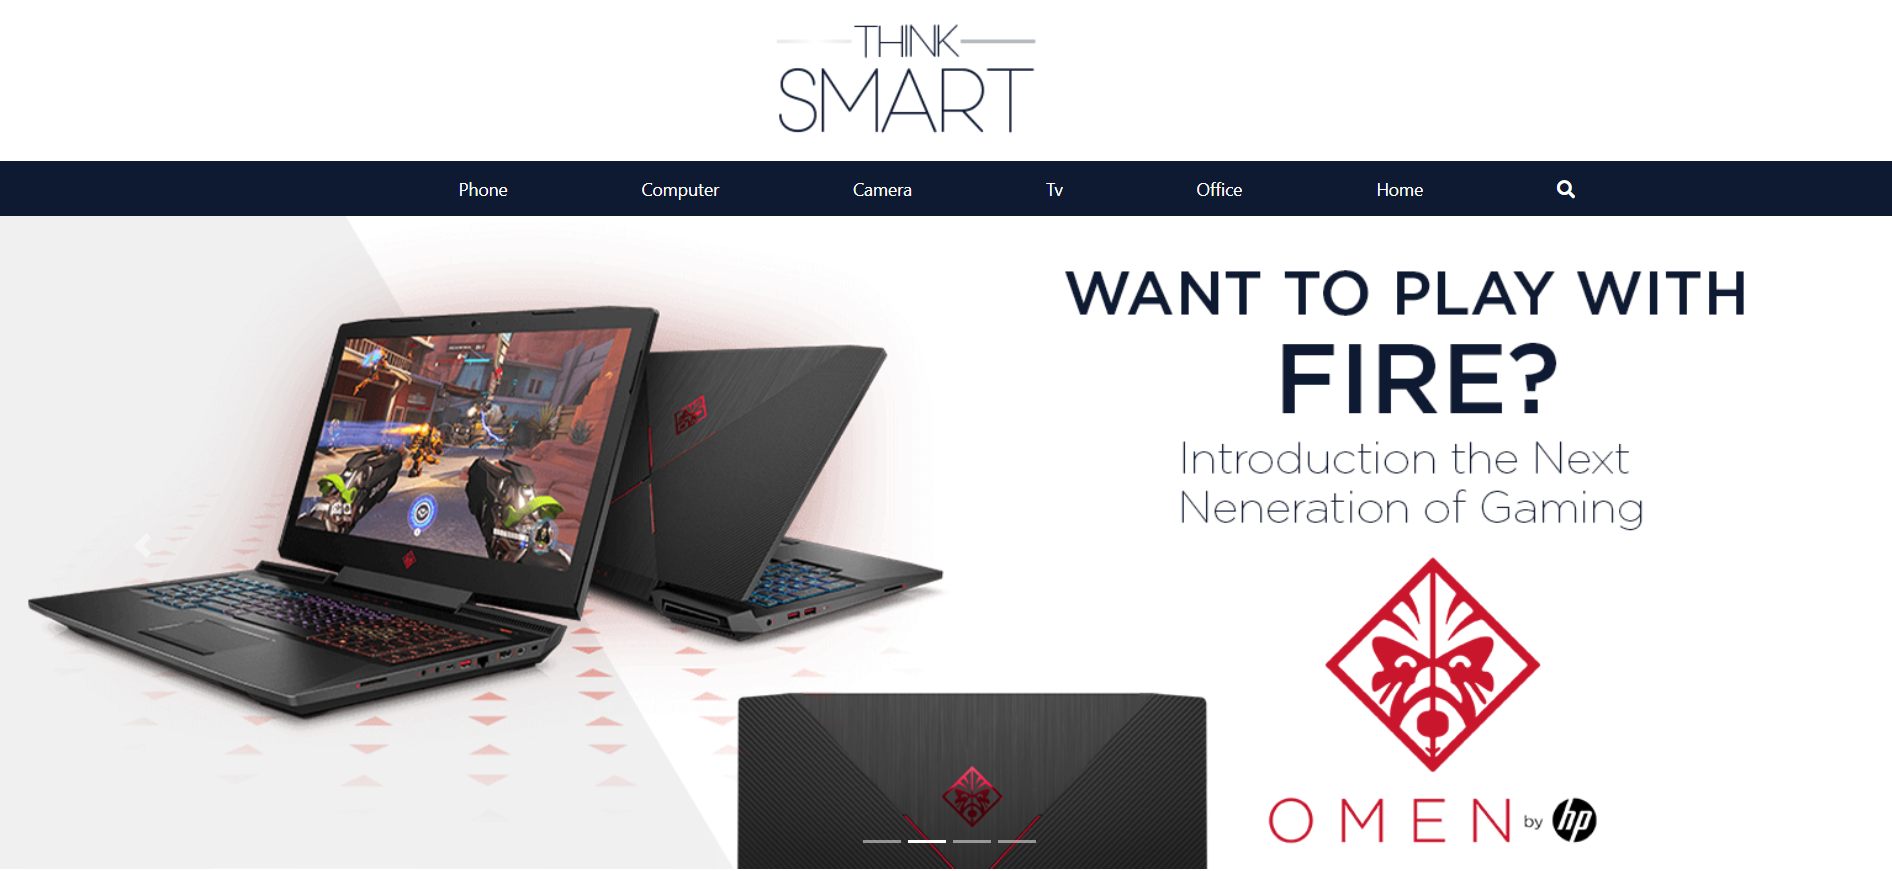 THINK
SMART
Phone Computer Camera Tv Office Home
WANT TO PLAY WITH
FIRE?
Introduction the Next
Neneration of Gaming
OMEN by hp